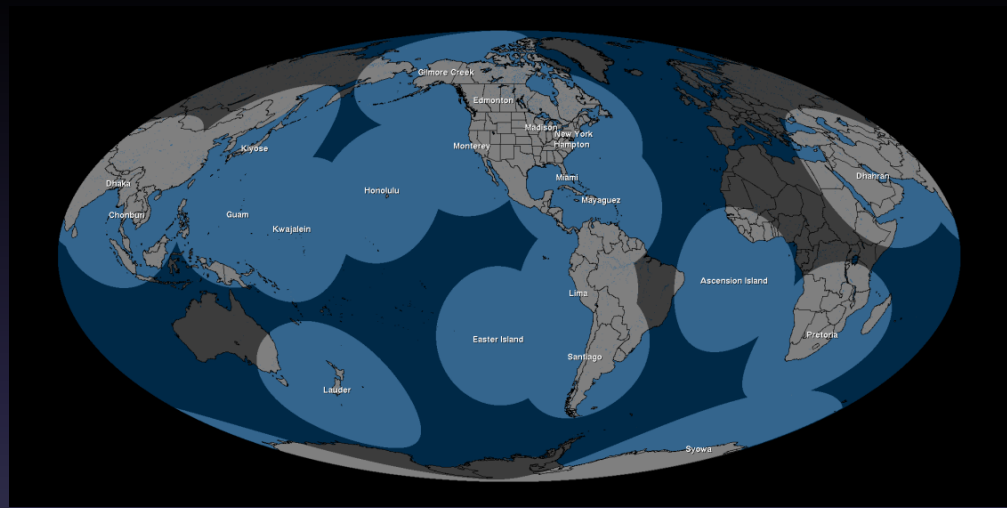 Gilmore Creek
Edmonton
Madison
New York
Hampton
Monterey
Kiyose
Miami
Dhahran
Dhaka
Honolulu
Mayaguez
Chonburi
Guam
Kwajalein
Ascension Island
Lima
Pretoria
Easter Island
Santiago
Lauder
Syowa